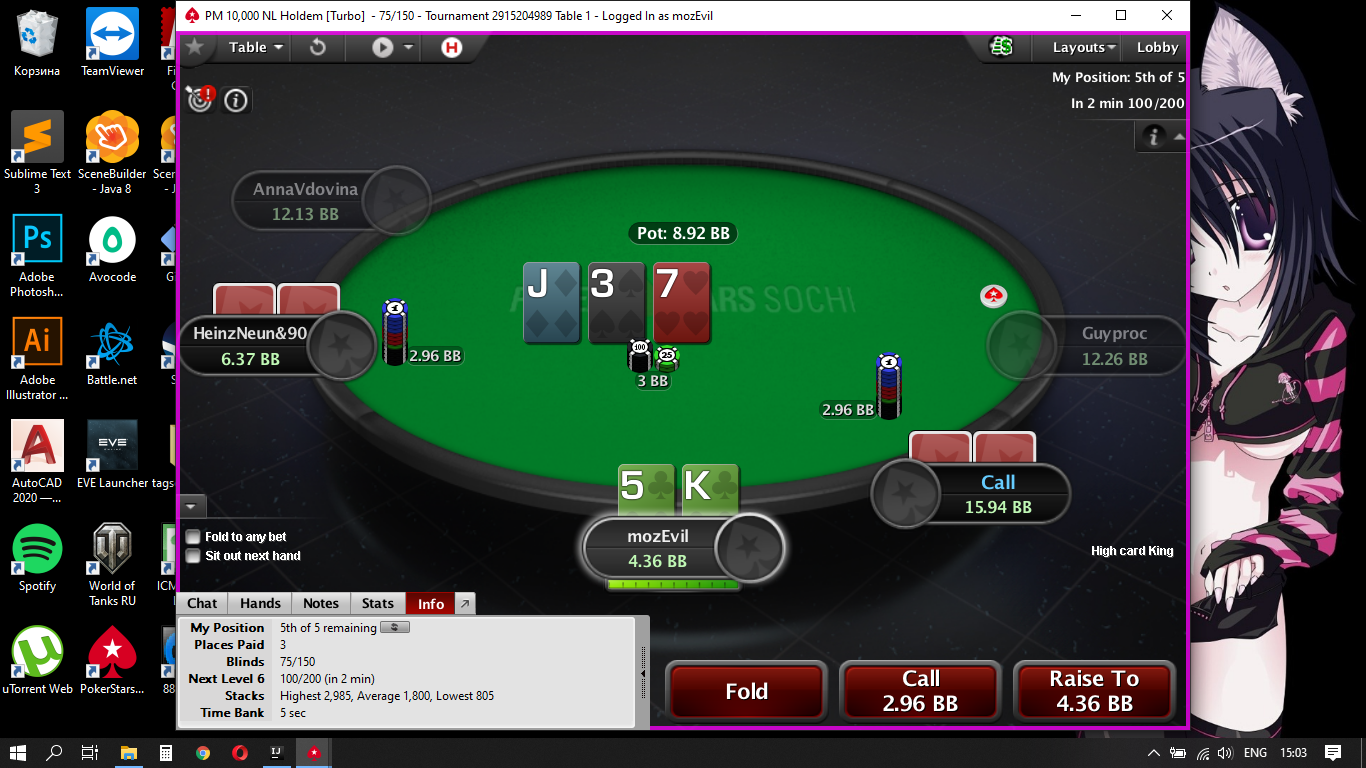 PM 10,000 NL Holdem [Turbo] - 75/150 - Tournament 2915204989 Table 1 - Logged In as mozEvil
Корзина
TeamViewer
Sublime Text
3
SceneBuilder
- Java 8
Adobe
Photosh...
Avocode
Adobe
Illustrator ...
Battle.net
AutoCAD
2020 —...
EVE Launcher
tags
Spotify
World of
Tanks RU
uTorrent Web
PokerStars...
88
Table
H
Layouts
Lobby
My Position: 5th of 5
In 2 min 100/200
AnnaVdovina
12.13 BB
Pot: 8.92 BB
J
3
7
SOCHI
HeinzNeun&90
6.37 BB
2.96 BB
100
25
3 BB
2.96 BB
Guyproc
12.26 BB
5
K
Call
15.94 BB
mozEvil
4.36 BB
Fold to any bet
Sit out next hand
High card King
Chat
Hands
Notes
Stats
Info
My Position 5th of 5 remaining
Places Paid 3
Blinds 75/150
Next Level 6 100/200 (in 2 min)
Stacks Highest 2,985, Average 1,800, Lowest 805
Time Bank 5 sec
Fold
Call
2.96 BB
Raise To
4.36 BB
Ps
Ai
EVE
IJ
ENG
15:03